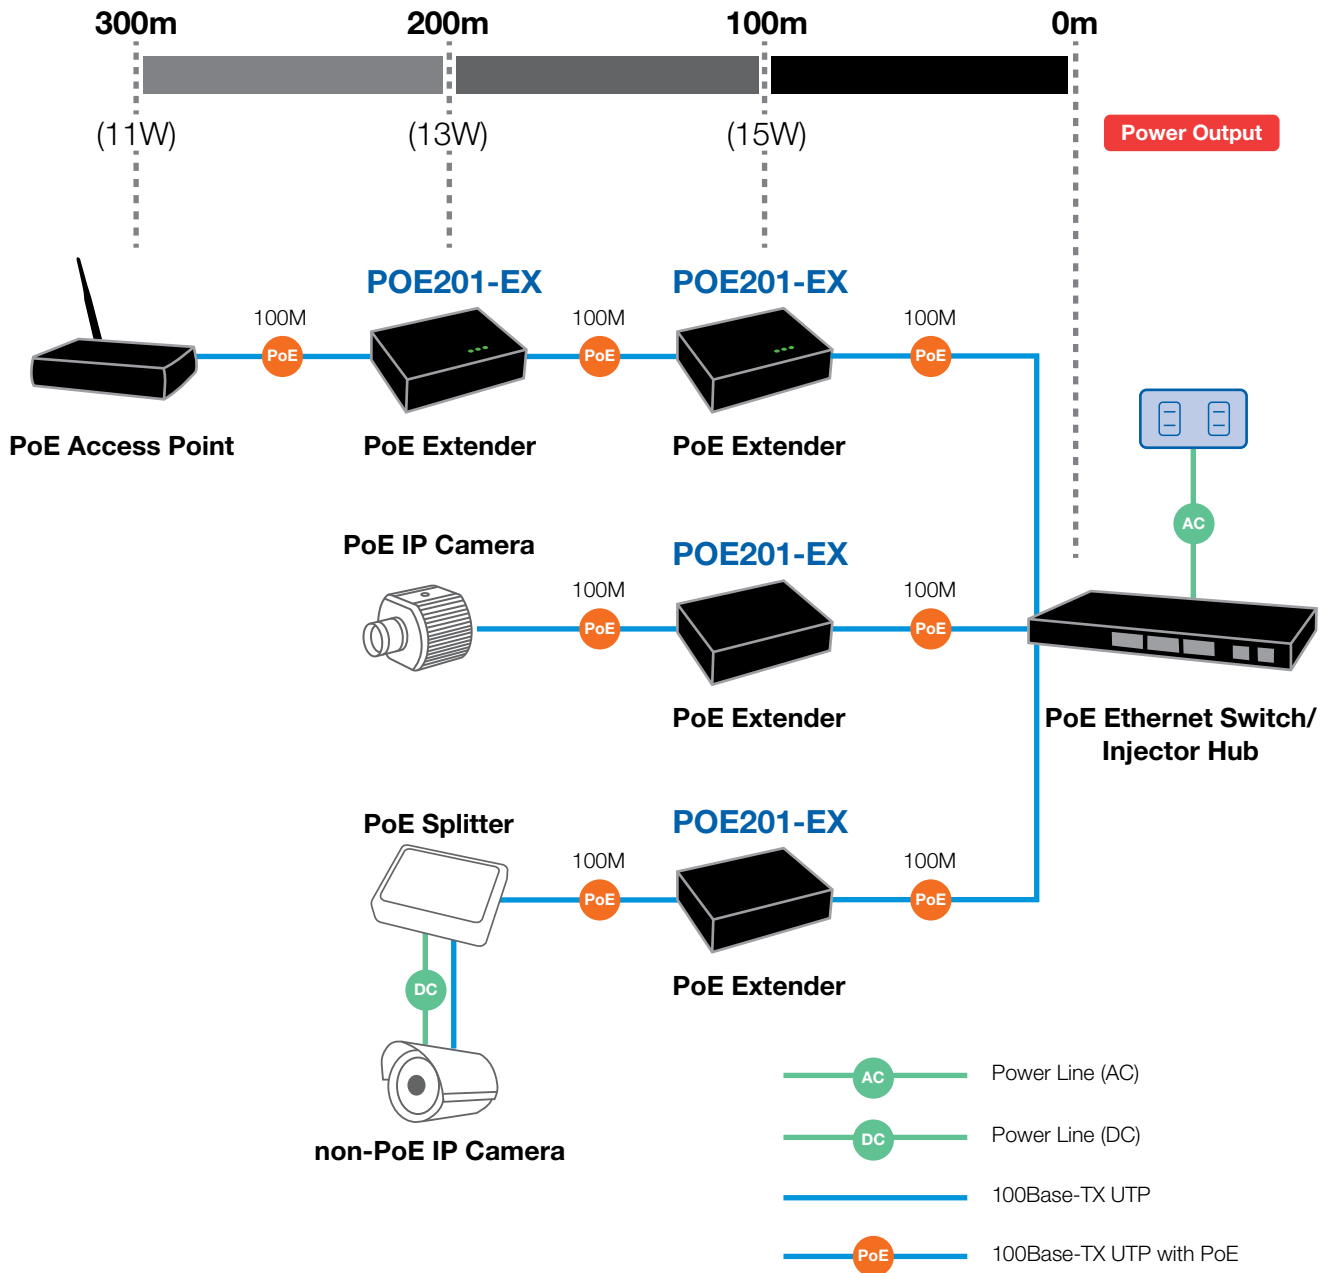 300m 200m 100m 0m
(11W) (13W) (15W) Power Output
POE201-EX POE201-EX
100M 100M 100M
PoE PoE PoE
PoE Access Point PoE Extender PoE Extender
AC
PoE IP Camera POE201-EX
100M 100M
PoE PoE
PoE Extender
PoE Ethernet Switch/
Injector Hub
PoE Splitter POE201-EX
100M 100M
PoE PoE
PoE Extender
DC
non-PoE IP Camera
AC Power Line (AC)
DC Power Line (DC)
100Base-TX UTP
PoE 100Base-TX UTP with PoE